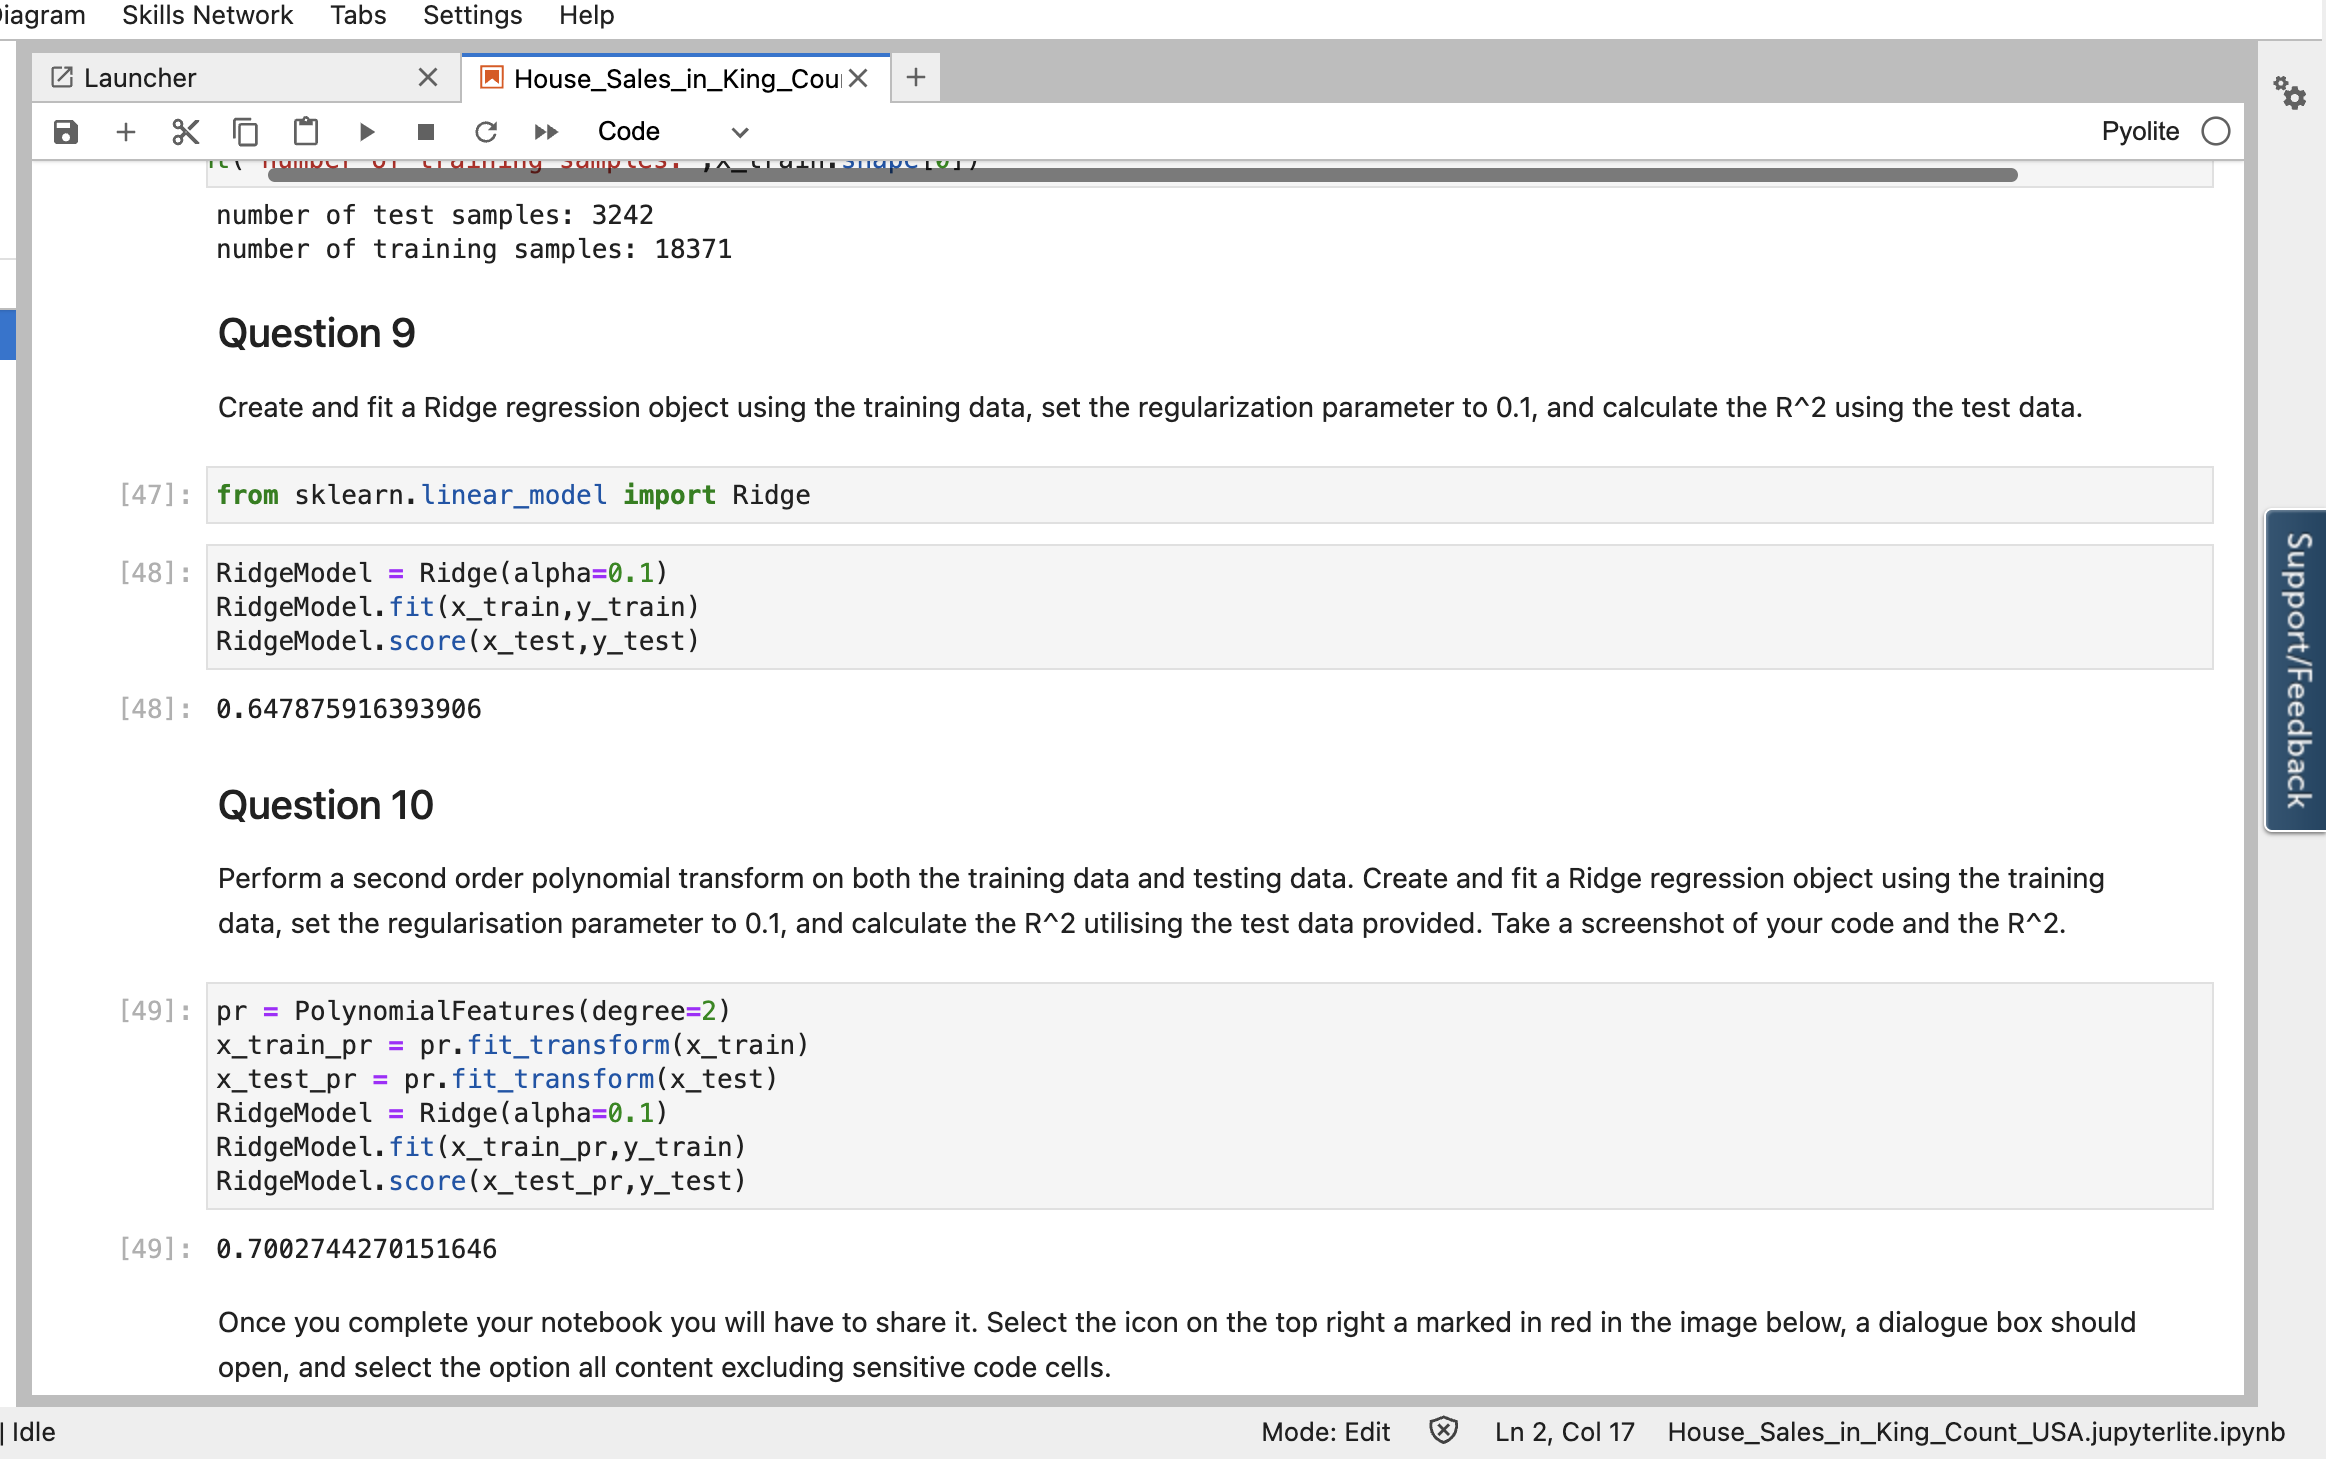 Diagram Skills Network Tabs Settings Help
Launcher House_Sales_in_King_Cou
Code Pyolite
t(" number of training samples: ",x_train.shape[0])
number of test samples: 3242
number of training samples: 18371
Question 9
Create and fit a Ridge regression object using the training data, set the regularization parameter to 0.1, and calculate the R^2 using the test data.
[47]: from sklearn.linear_model import Ridge
[48]: RidgeModel = Ridge(alpha=0.1)
RidgeModel.fit(x_train,y_train)
RidgeModel.score(x_test,y_test)
[48]: 0.647875916393906
Question 10
Perform a second order polynomial transform on both the training data and testing data. Create and fit a Ridge regression object using the training
data, set the regularisation parameter to 0.1, and calculate the R^2 utilising the test data provided. Take a screenshot of your code and the R^2.
[49]: pr = PolynomialFeatures(degree=2)
x_train_pr = pr.fit_transform(x_train)
x_test_pr = pr.fit_transform(x_test)
RidgeModel = Ridge(alpha=0.1)
RidgeModel.fit(x_train_pr,y_train)
RidgeModel.score(x_test_pr,y_test)
[49]: 0.7002744270151646
Once you complete your notebook you will have to share it. Select the icon on the top right a marked in red in the image below, a dialogue box should
open, and select the option all content excluding sensitive code cells.
Support/Feedback
| Idle Mode: Edit Ln 2, Col 17 House_Sales_in_King_Count_USA.jupyterlite.ipynb